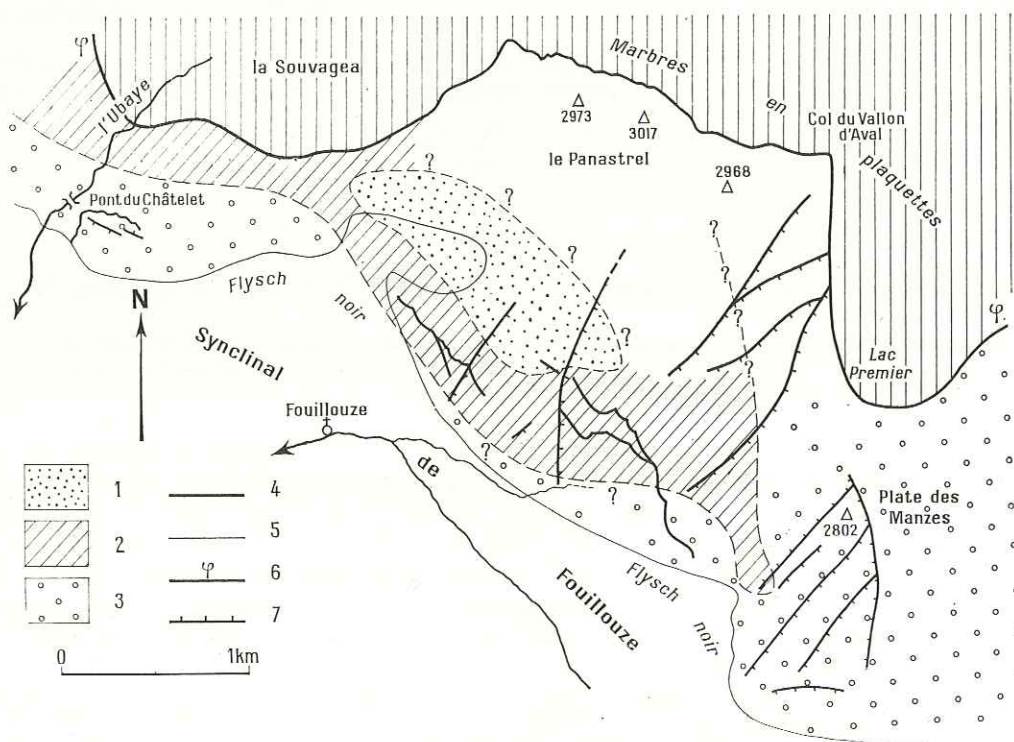 φ
Marbres
la Souvagea
en
l'Ubaye
2973
3017
Col du Vallon
d'Aval
le Panastrel
plaquettes
2968
?
?
Pont du Châtelet
?
?
?
Flysch
?
?
N
noir
?
?
φ
Synclinal
?
Lac
Premier
?
Fouillouze
de
?
?
1
4
Plate des
Manzes
2802
2
5
Flysch
3
φ
6
Fouillouze
noir
7
0
1km